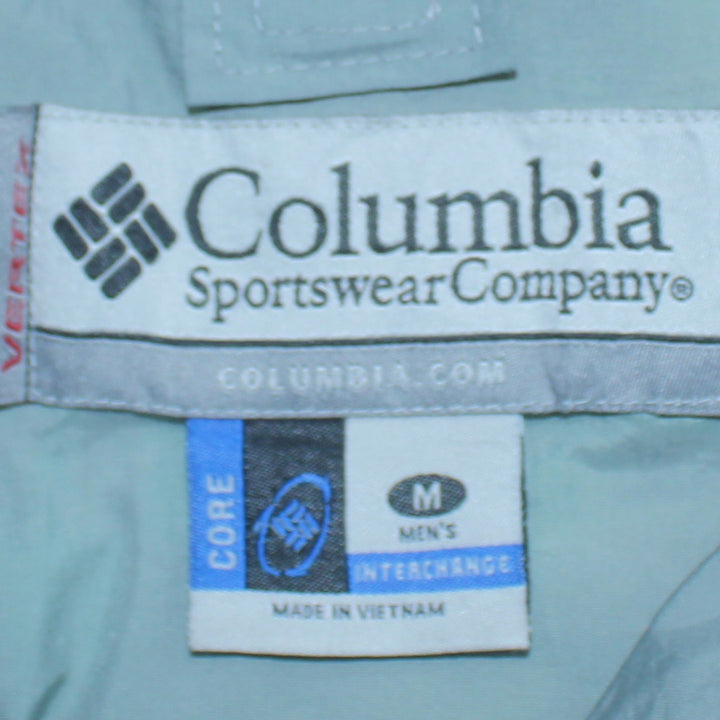 VERTEX
Columbia
Sportswear Company®
COLUMBIA.COM
CORE
M
MEN'S
INTERCHANGE
MADE IN VIETNAM